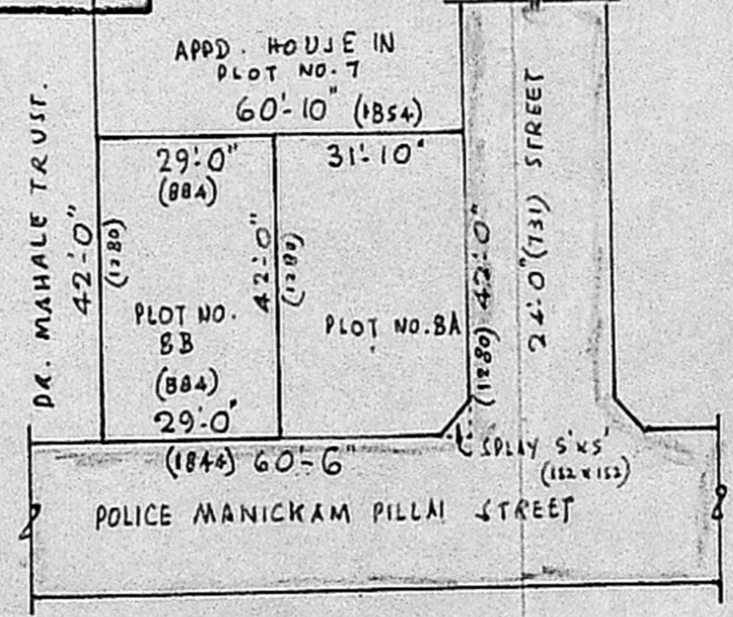 APPD. HOUSE IN
PLOT NO. 7
60'-10" (1854)
29'-0"
(884)
31'-10"
DR. MAHALE TRUST.
42'-0"
(1280)
42'-0"
(1280)
PLOT NO.
8B
(884)
29'-0"
PLOT NO. 8A
(1280) 42'-0"
24'-0" (731) STREET
(1844) 60'-6"
SPLAY 5'x5'
(152 x 152)
POLICE MANICKAM PILLAI STREET